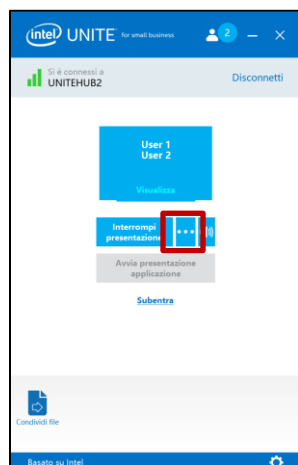 intel UNITE for small business 2
Si è connessi a
UNITEHUB2
Disconnetti
User 1
User 2
Visualizza
Interrompi
presentazione
Avvia presentazione
applicazione
Subentra
Condividi file
Basato su Intel